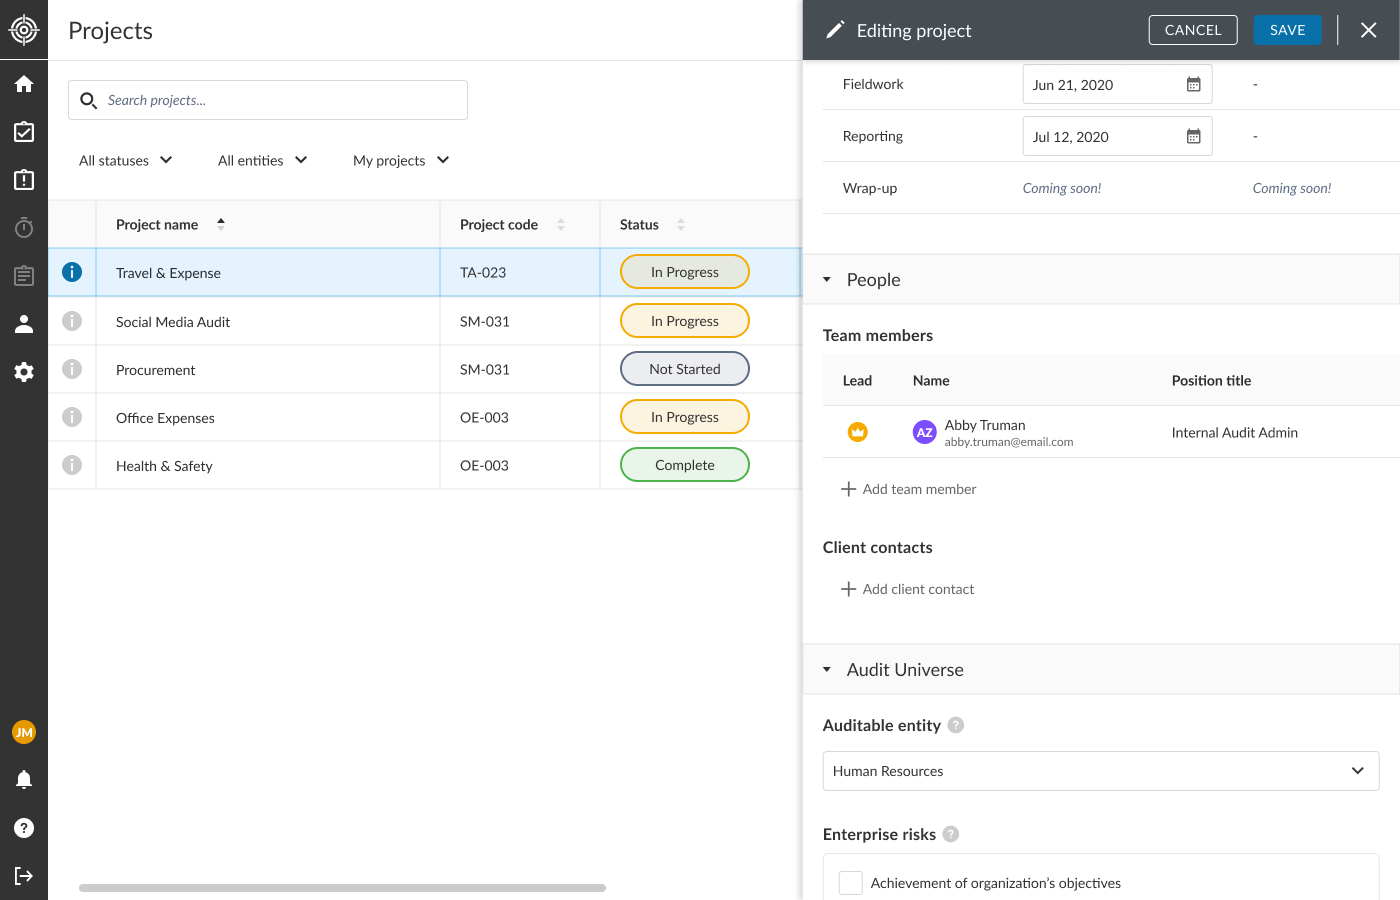 Projects
Search projects...
All statuses
All entities
My projects
Project name
Project code
Status
Travel & Expense
TA-023
In Progress
Social Media Audit
SM-031
In Progress
Procurement
SM-031
Not Started
Office Expenses
OE-003
In Progress
Health & Safety
OE-003
Complete
JM
Editing project
CANCEL
SAVE
Fieldwork
Jun 21, 2020
-
Reporting
Jul 12, 2020
-
Wrap-up
Coming soon!
Coming soon!
People
Team members
Lead
Name
Position title
AZ
Abby Truman
abby.truman@email.com
Internal Audit Admin
Add team member
Client contacts
Add client contact
Audit Universe
Auditable entity ?
Human Resources
Enterprise risks ?
Achievement of organization's objectives